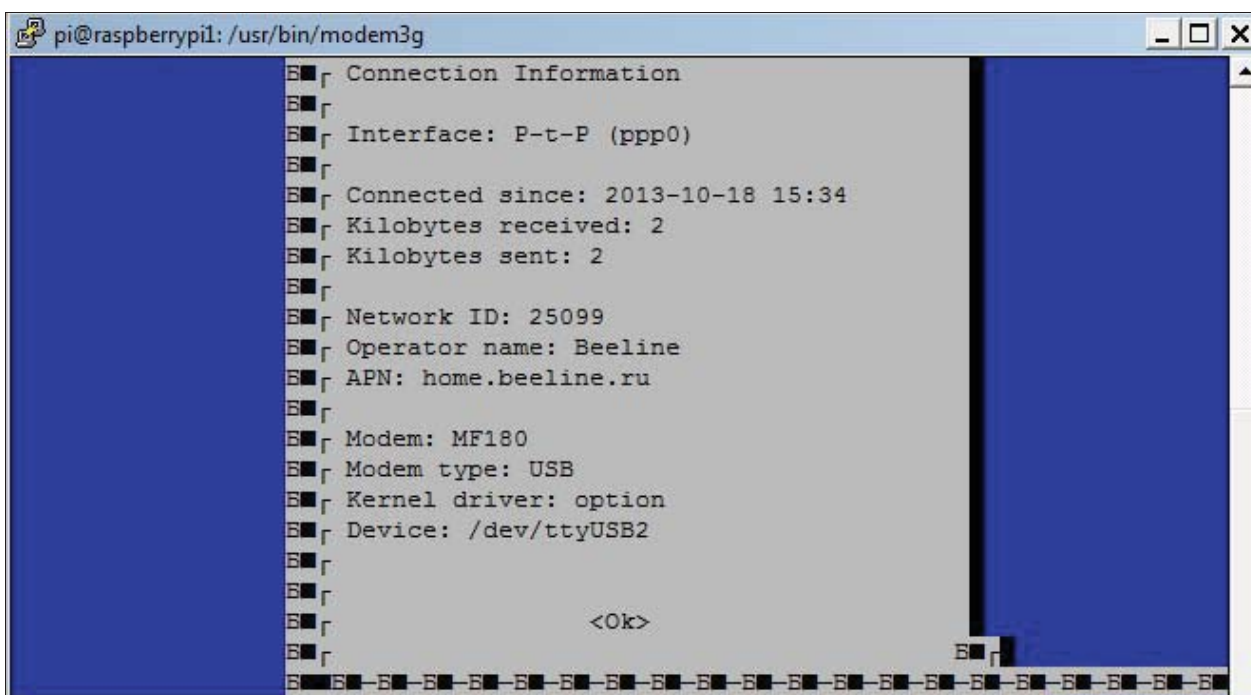 pi@raspberrypi1: /usr/bin/modem3g
Б■┌ Connection Information
Б■┌
Б■┌ Interface: P-t-P (ppp0)
Б■┌
Б■┌ Connected since: 2013-10-18 15:34
Б■┌ Kilobytes received: 2
Б■┌ Kilobytes sent: 2
Б■┌
Б■┌ Network ID: 25099
Б■┌ Operator name: Beeline
Б■┌ APN: home.beeline.ru
Б■┌
Б■┌ Modem: MF180
Б■┌ Modem type: USB
Б■┌ Kernel driver: option
Б■┌ Device: /dev/ttyUSB2
Б■┌
Б■┌
Б■┌ <Ok>
Б■┌ Б■┌
Б■■Б■─Б■─Б■─Б■─Б■─Б■─Б■─Б■─Б■─Б■─Б■─Б■─Б■─Б■─Б■─Б■─Б■─Б■─Б■─Б■